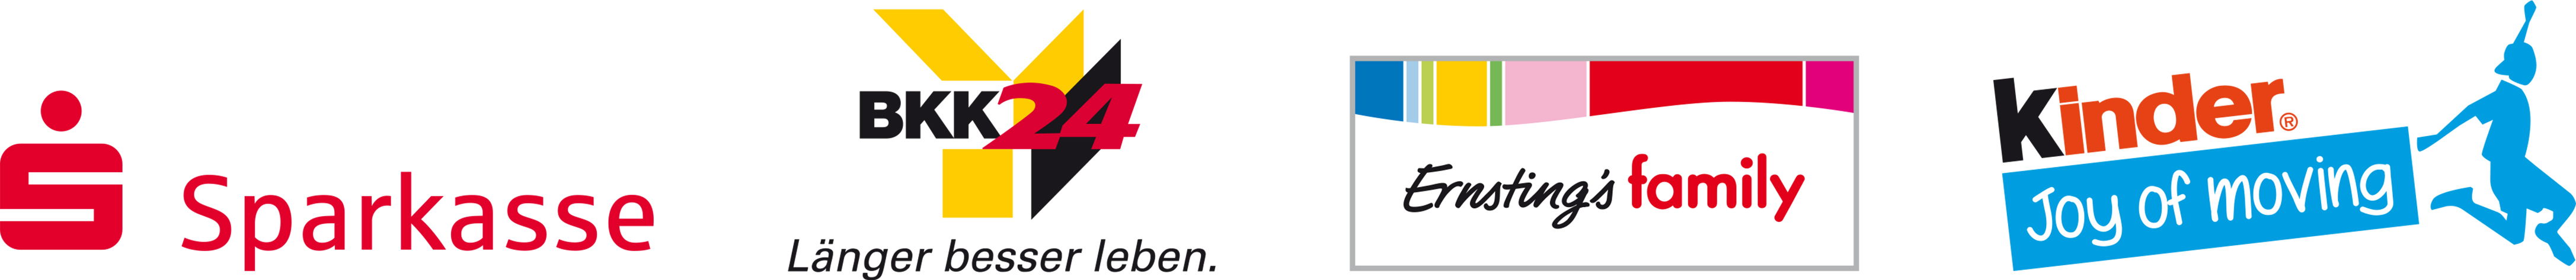 Sparkasse
BKK24
Länger besser leben.
Ernsting's family
kinder®
Joy of moving